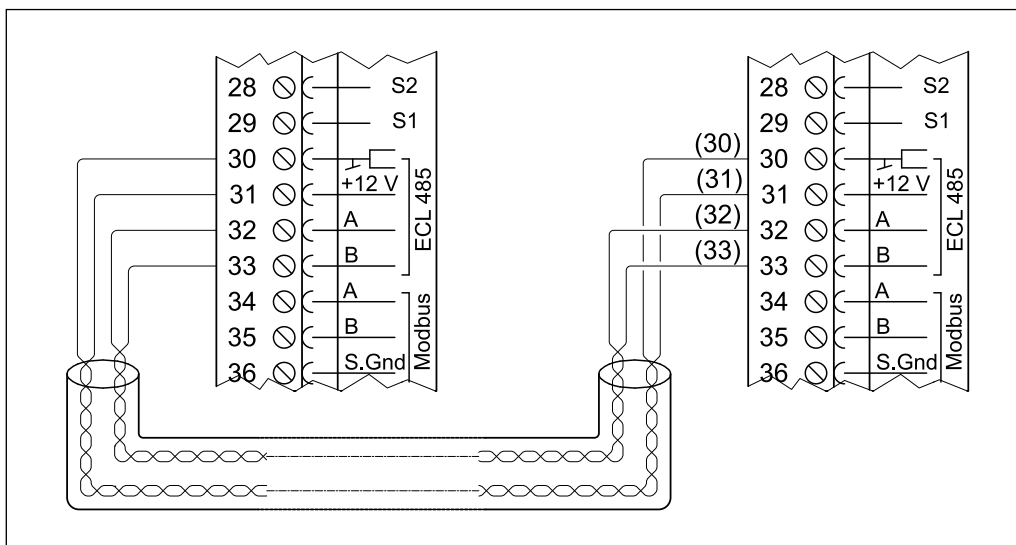 28 S2
29 S1
30
31 +12 V
32 A
33 B
ECL 485
34 A
35 B
36 S.Gnd
Modbus
28 S2
29 S1
(30) 30
(31) 31 +12 V
(32) 32 A
(33) 33 B
ECL 485
34 A
35 B
36 S.Gnd
Modbus